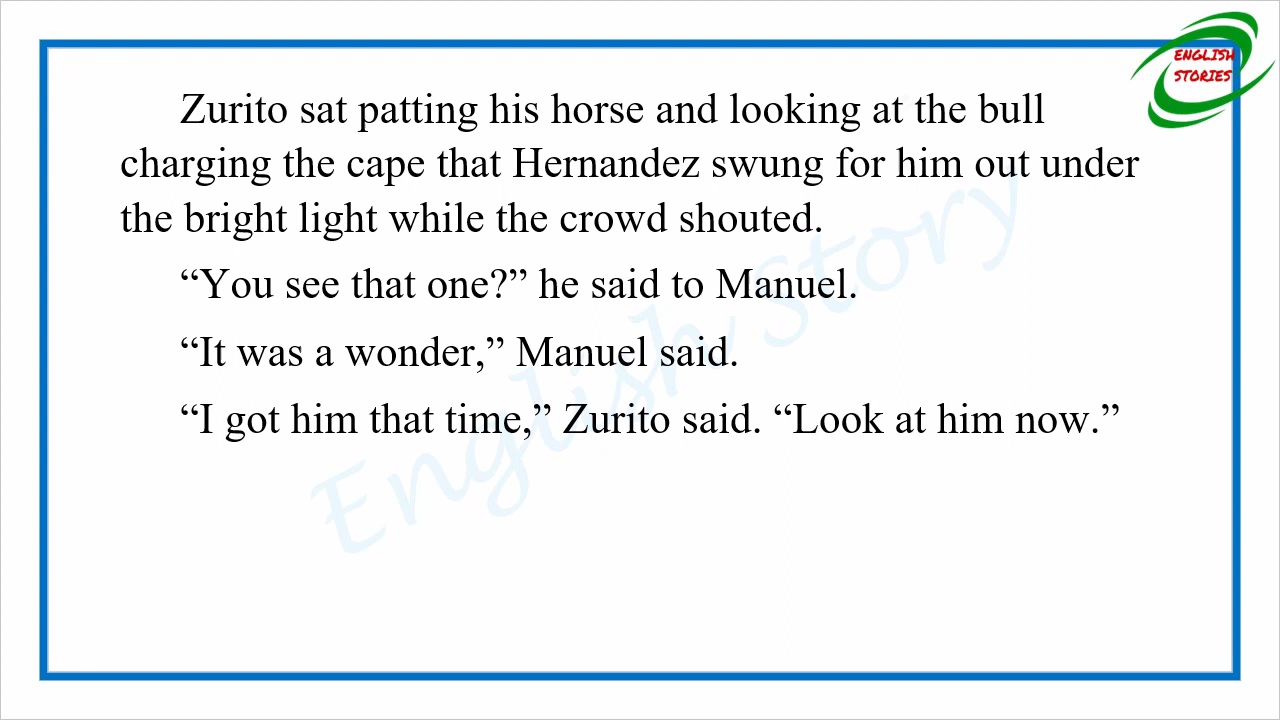 ENGLISH
STORIES
Zurito sat patting his horse and looking at the bull
charging the cape that Hernandez swung for him out under
the bright light while the crowd shouted.
“You see that one?” he said to Manuel.
“It was a wonder,” Manuel said.
“I got him that time,” Zurito said. “Look at him now.”
English Story